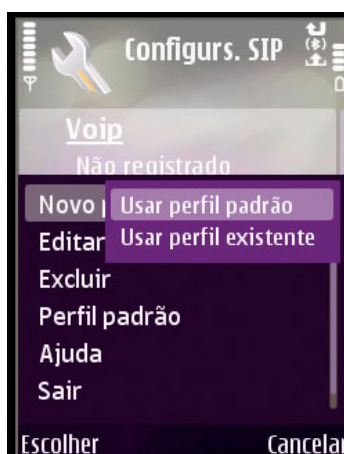 Configurs. SIP
Voip
Não registrado
Novo
Usar perfil padrão
Editar
Usar perfil existente
Excluir
Perfil padrão
Ajuda
Sair
Escolher
Cancelar